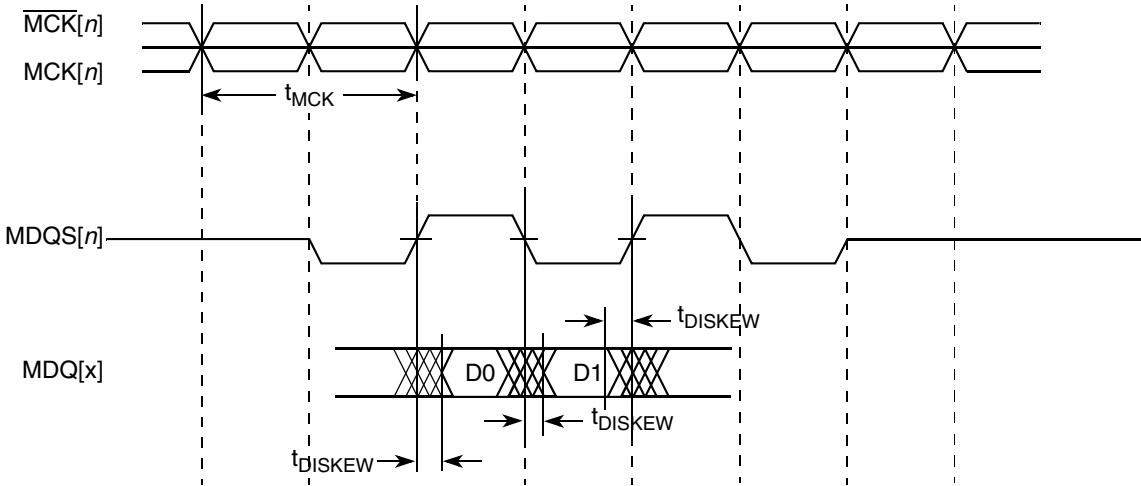 MCK[n]
MCK[n]
tMCK
MDQS[n]
tDISKEW
MDQ[x]
D0
D1
tDISKEW
tDISKEW